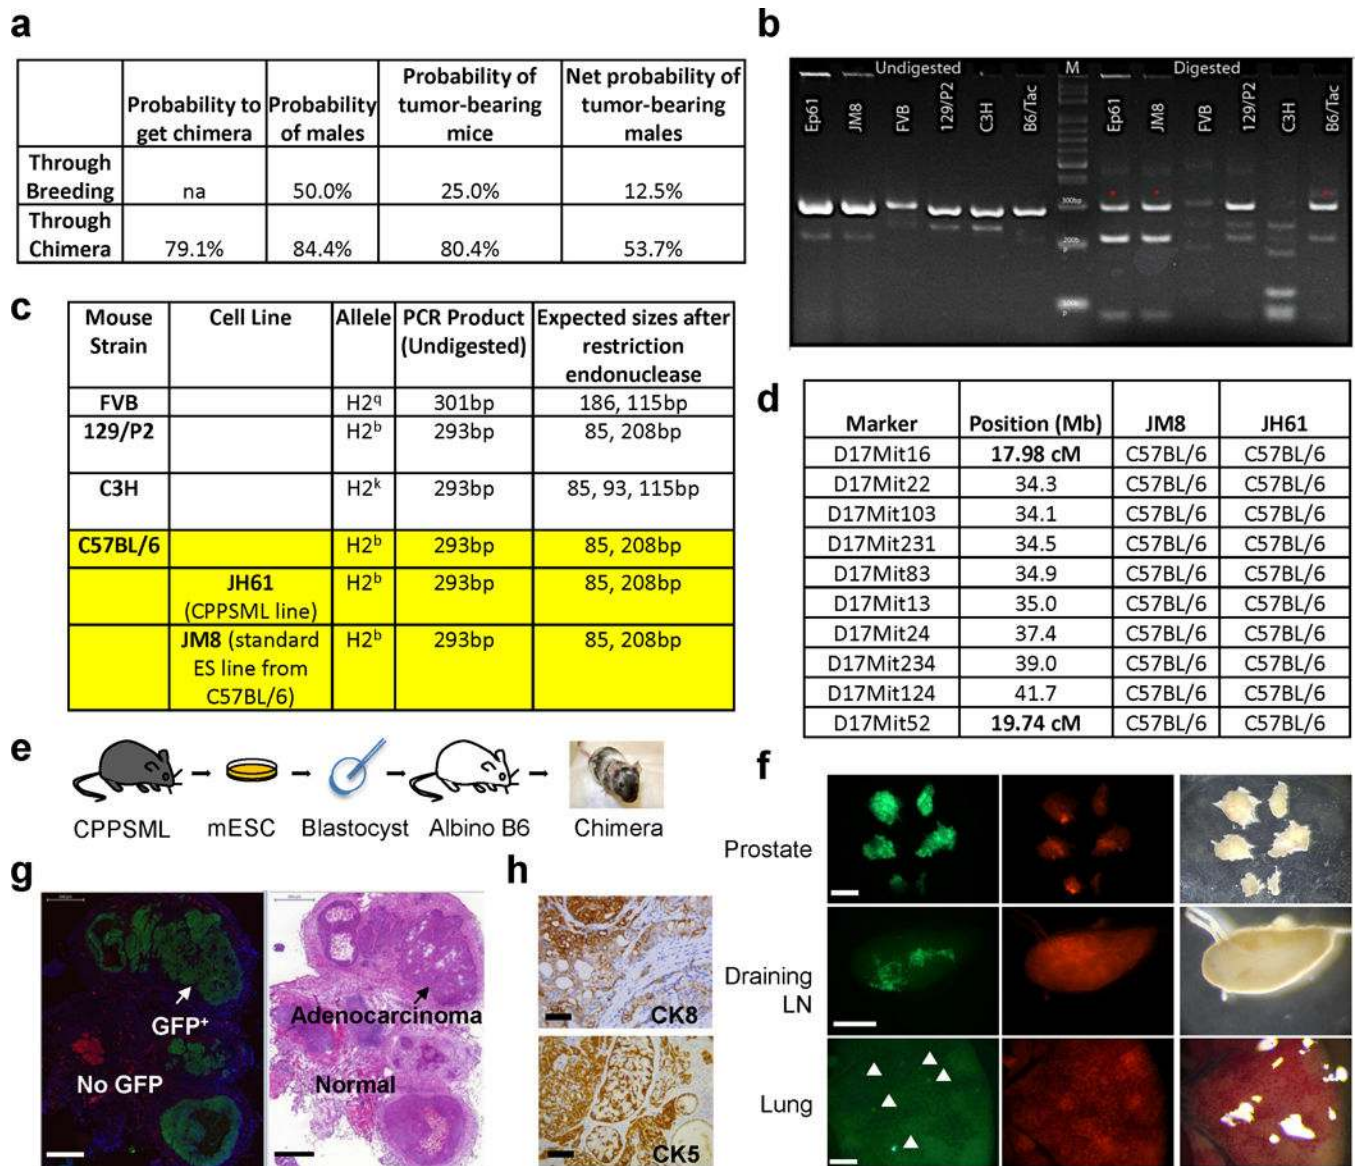 a
Probability to get chimera
Probability of males
Probability of tumor-bearing mice
Net probability of tumor-bearing males
Through Breeding na 50.0% 25.0% 12.5%
Through Chimera 79.1% 84.4% 80.4% 53.7%
b
Undigested M Digested
Ep61 JM8 FVB 129/P2 C3H B6/Tac Ep61 JM8 FVB 129/P2 C3H B6/Tac
300bp
200b
p
100b
p
c
Mouse Strain
Cell Line
Allele
PCR Product (Undigested)
Expected sizes after restriction endonuclease
FVB H2q 301bp 186, 115bp
129/P2 H2b 293bp 85, 208bp
C3H H2k 293bp 85, 93, 115bp
C57BL/6 H2b 293bp 85, 208bp
JH61 (CPPSML line) H2b 293bp 85, 208bp
JM8 (standard ES line from C57BL/6) H2b 293bp 85, 208bp
d
Marker Position (Mb) JM8 JH61
D17Mit16 17.98 cM C57BL/6 C57BL/6
D17Mit22 34.3 C57BL/6 C57BL/6
D17Mit103 34.1 C57BL/6 C57BL/6
D17Mit231 34.5 C57BL/6 C57BL/6
D17Mit83 34.9 C57BL/6 C57BL/6
D17Mit13 35.0 C57BL/6 C57BL/6
D17Mit24 37.4 C57BL/6 C57BL/6
D17Mit234 39.0 C57BL/6 C57BL/6
D17Mit124 41.7 C57BL/6 C57BL/6
D17Mit52 19.74 cM C57BL/6 C57BL/6
e
CPPSML mESC Blastocyst Albino B6 Chimera
f
Prostate
Draining LN
Lung
g
GFP+
No GFP
Adenocarcinoma
Normal
h
CK8
CK5